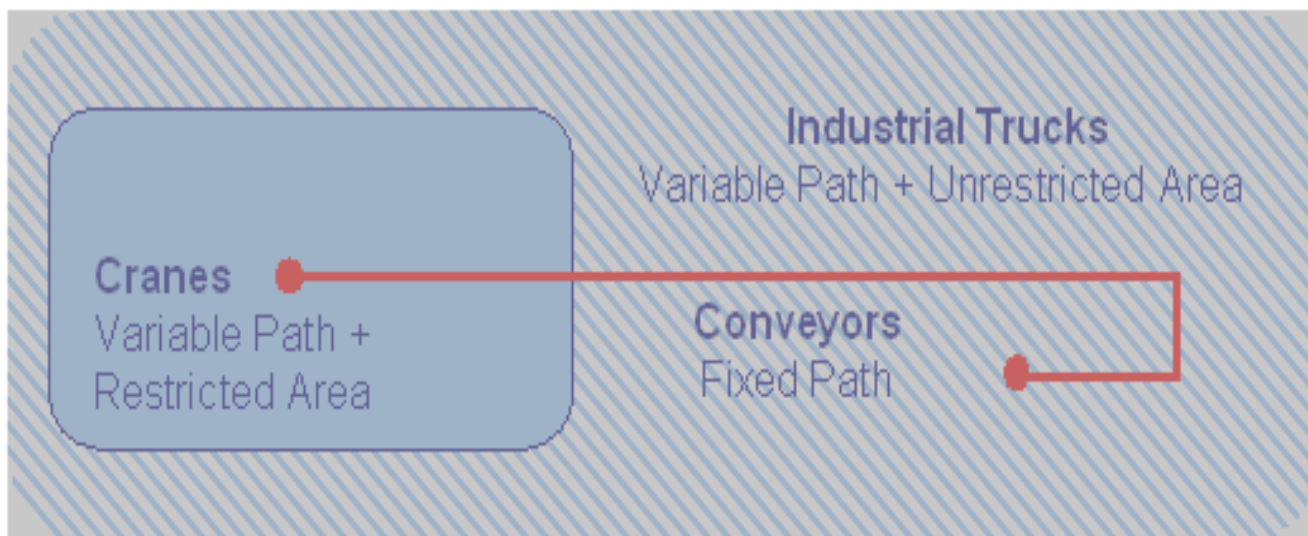 Industrial Trucks
Variable Path + Unrestricted Area
Cranes
Variable Path +
Restricted Area
Conveyors
Fixed Path